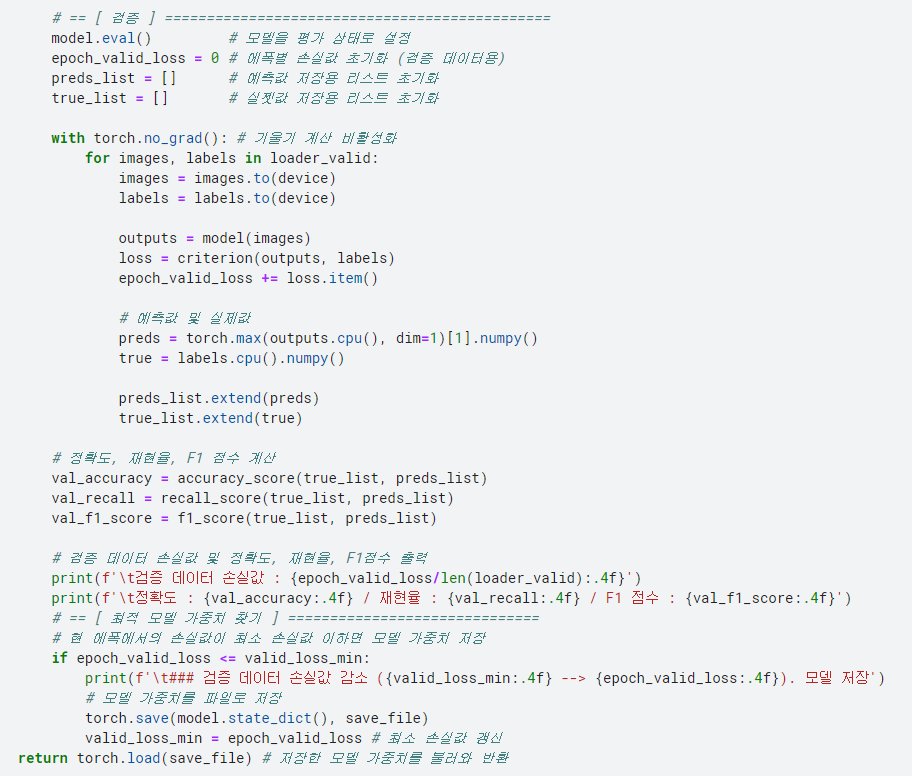 # == [ 검증 ] ==============================================
model.eval() # 모델을 평가 상태로 설정
epoch_valid_loss = 0 # 에폭별 손실값 초기화 (검증 데이터용)
preds_list = [] # 예측값 저장용 리스트 초기화
true_list = [] # 실젯값 저장용 리스트 초기화
with torch.no_grad(): # 기울기 계산 비활성화
for images, labels in loader_valid:
images = images.to(device)
labels = labels.to(device)
outputs = model(images)
loss = criterion(outputs, labels)
epoch_valid_loss += loss.item()
# 예측값 및 실제값
preds = torch.max(outputs.cpu(), dim=1)[1].numpy()
true = labels.cpu().numpy()
preds_list.extend(preds)
true_list.extend(true)
# 정확도, 재현율, F1 점수 계산
val_accuracy = accuracy_score(true_list, preds_list)
val_recall = recall_score(true_list, preds_list)
val_f1_score = f1_score(true_list, preds_list)
# 검증 데이터 손실값 및 정확도, 재현율, F1점수 출력
print(f'\t검증 데이터 손실값 : {epoch_valid_loss/len(loader_valid):.4f}')
print(f'\t정확도 : {val_accuracy:.4f} / 재현율 : {val_recall:.4f} / F1 점수 : {val_f1_score:.4f}')
# == [ 최적 모델 가중치 찾기 ] ==============================
# 현 에폭에서의 손실값이 최소 손실값 이하면 모델 가중치 저장
if epoch_valid_loss <= valid_loss_min:
print(f'\t### 검증 데이터 손실값 감소 ({valid_loss_min:.4f} --> {epoch_valid_loss:.4f}). 모델 저장')
# 모델 가중치를 파일로 저장
torch.save(model.state_dict(), save_file)
valid_loss_min = epoch_valid_loss # 최소 손실값 갱신
return torch.load(save_file) # 저장한 모델 가중치를 불러와 반환